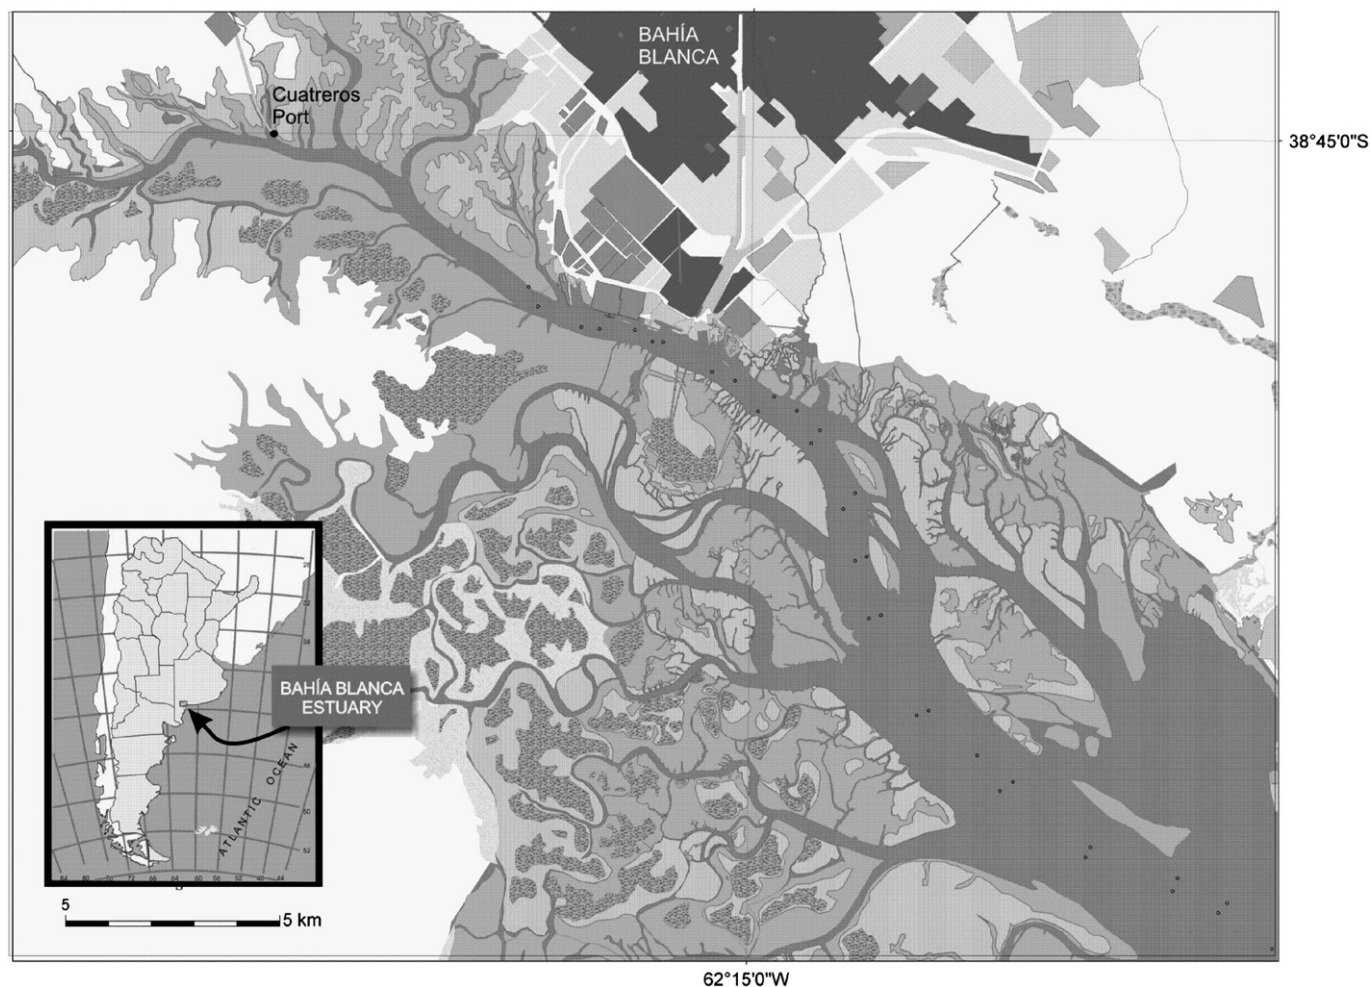 BAHÍA
BLANCA
Cuatreros
Port
38°45'0"S
BAHÍA BLANCA
ESTUARY
ATLANTIC OCEAN
5
5 km
62°15'0"W